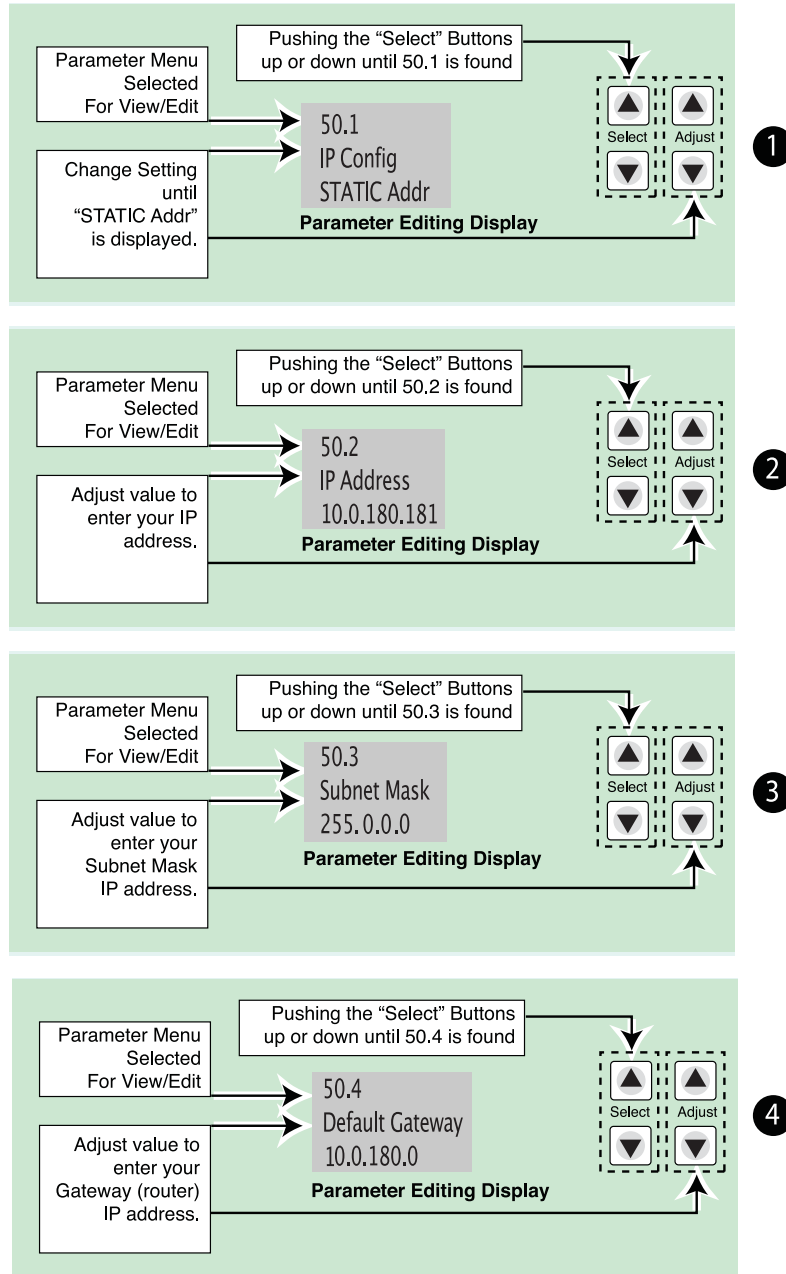 Pushing the “Select” Buttons
up or down until 50.1 is found
Parameter Menu
Selected
For View/Edit
50.1
IP Config
STATIC Addr
Change Setting
until
“STATIC Addr”
is displayed.
Parameter Editing Display
Select
Adjust
1
Pushing the “Select” Buttons
up or down until 50.2 is found
Parameter Menu
Selected
For View/Edit
50.2
IP Address
10.0.180.181
Adjust value to
enter your IP
address.
Parameter Editing Display
Select
Adjust
2
Pushing the “Select” Buttons
up or down until 50.3 is found
Parameter Menu
Selected
For View/Edit
50.3
Subnet Mask
255.0.0.0
Adjust value to
enter your
Subnet Mask
IP address.
Parameter Editing Display
Select
Adjust
3
Pushing the “Select” Buttons
up or down until 50.4 is found
Parameter Menu
Selected
For View/Edit
50.4
Default Gateway
10.0.180.0
Adjust value to
enter your
Gateway (router)
IP address.
Parameter Editing Display
Select
Adjust
4